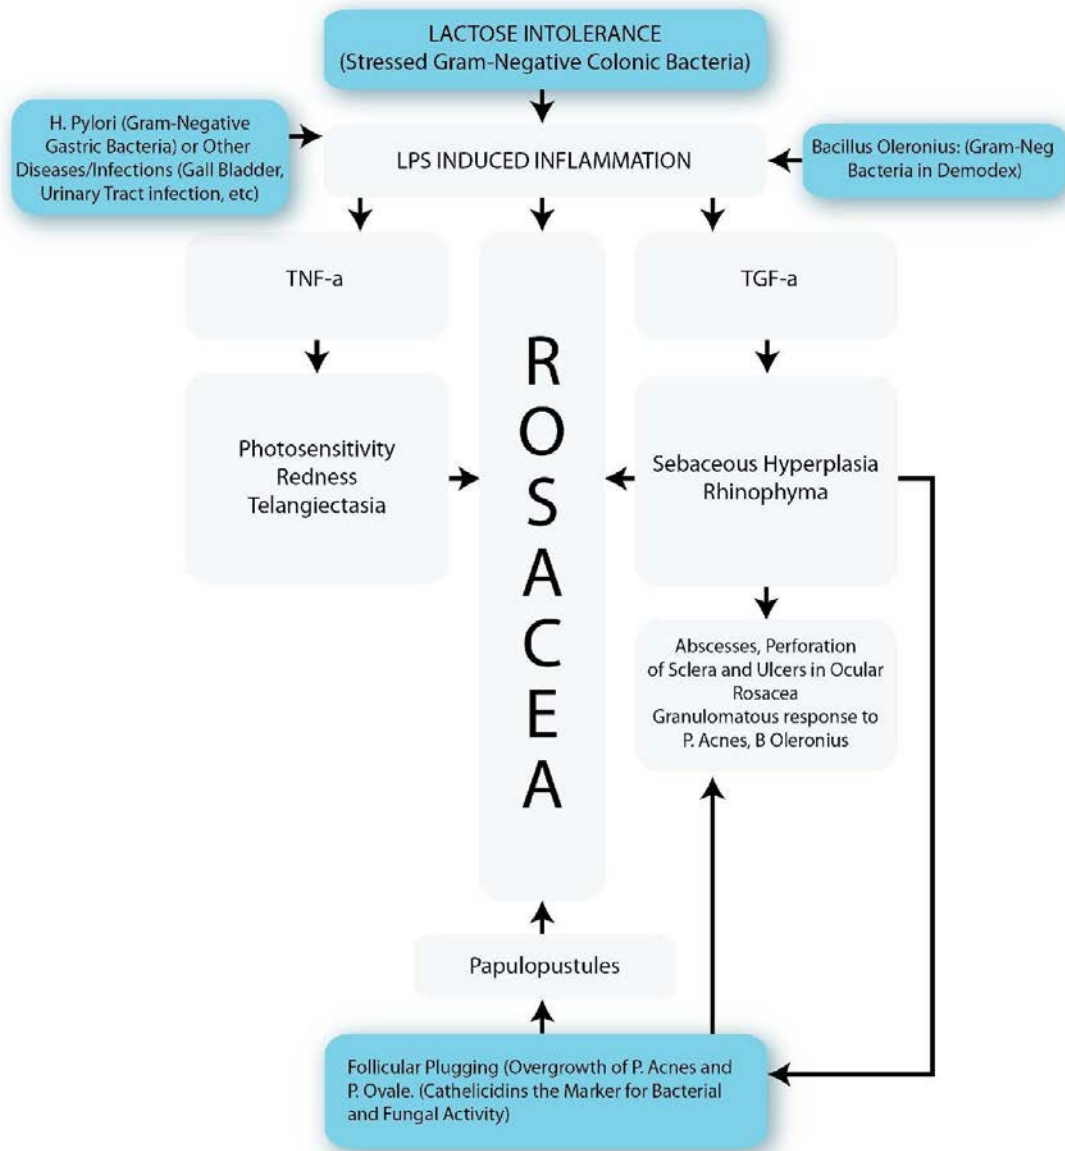 LACTOSE INTOLERANCE
(Stressed Gram-Negative Colonic Bacteria)
H. Pylori (Gram-Negative
Gastric Bacteria) or Other
Diseases/Infections (Gall Bladder,
Urinary Tract infection, etc)
LPS INDUCED INFLAMMATION
Bacillus Oleronius: (Gram-Neg
Bacteria in Demodex)
TNF-a
TGF-a
ROSACEA
Photosensitivity
Redness
Telangiectasia
Sebaceous Hyperplasia
Rhinophyma
Abscesses, Perforation
of Sclera and Ulcers in Ocular
Rosacea
Granulomatous response to
P. Acnes, B Oleronius
Papulopustules
Follicular Plugging (Overgrowth of P. Acnes and
P. Ovale. (Cathelicidins the Marker for Bacterial
and Fungal Activity)